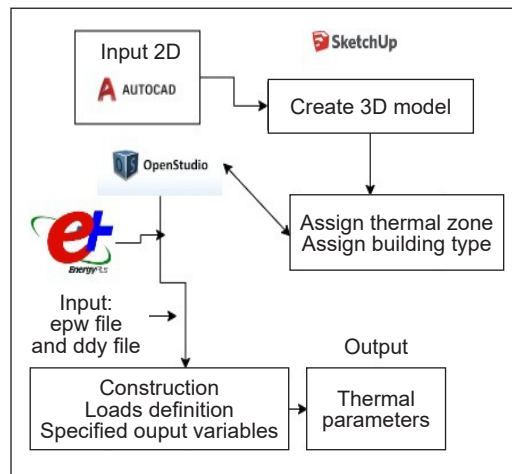 Input 2D
AUTOCAD
SketchUp
Create 3D model
OpenStudio
Assign thermal zone
Assign building type
e+
EnergyPlus
Input:
epw file
and ddy file
Construction
Loads definition
Specified ouput variables
Output
Thermal
parameters